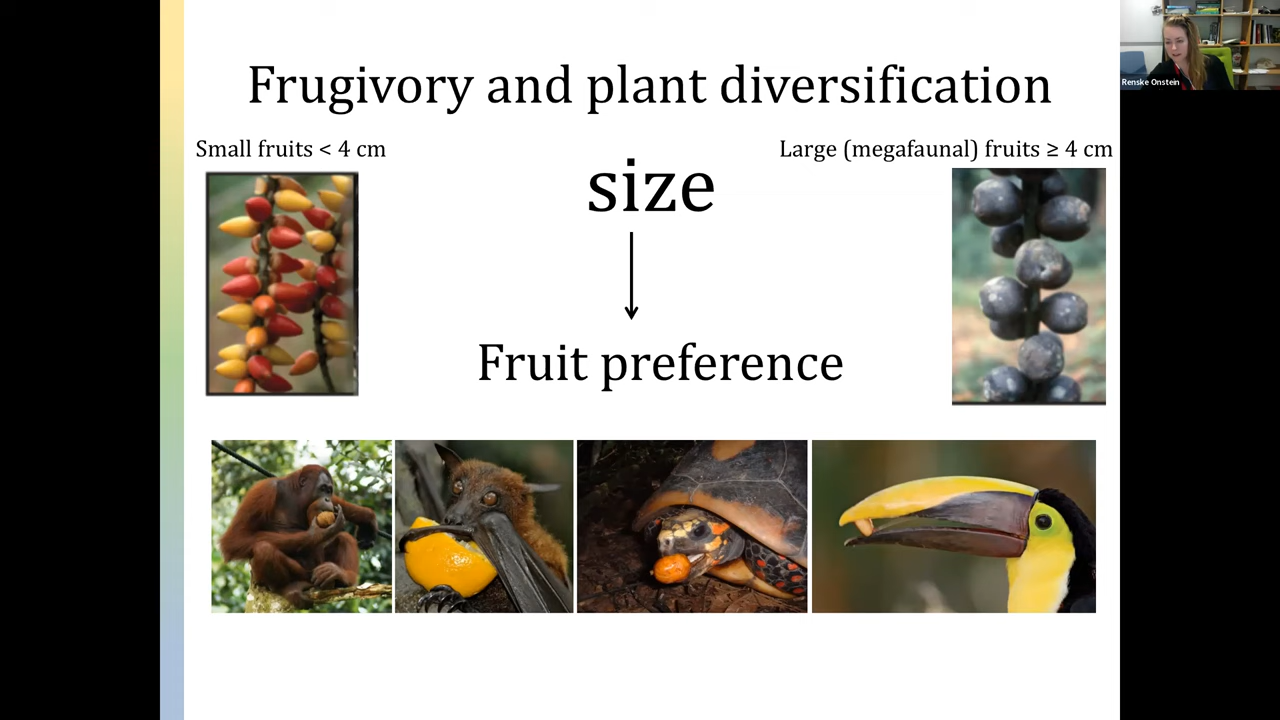 Frugivory and plant diversification
Small fruits < 4 cm
Large (megafaunal) fruits ≥ 4 cm
size
Fruit preference
Renske Onstein